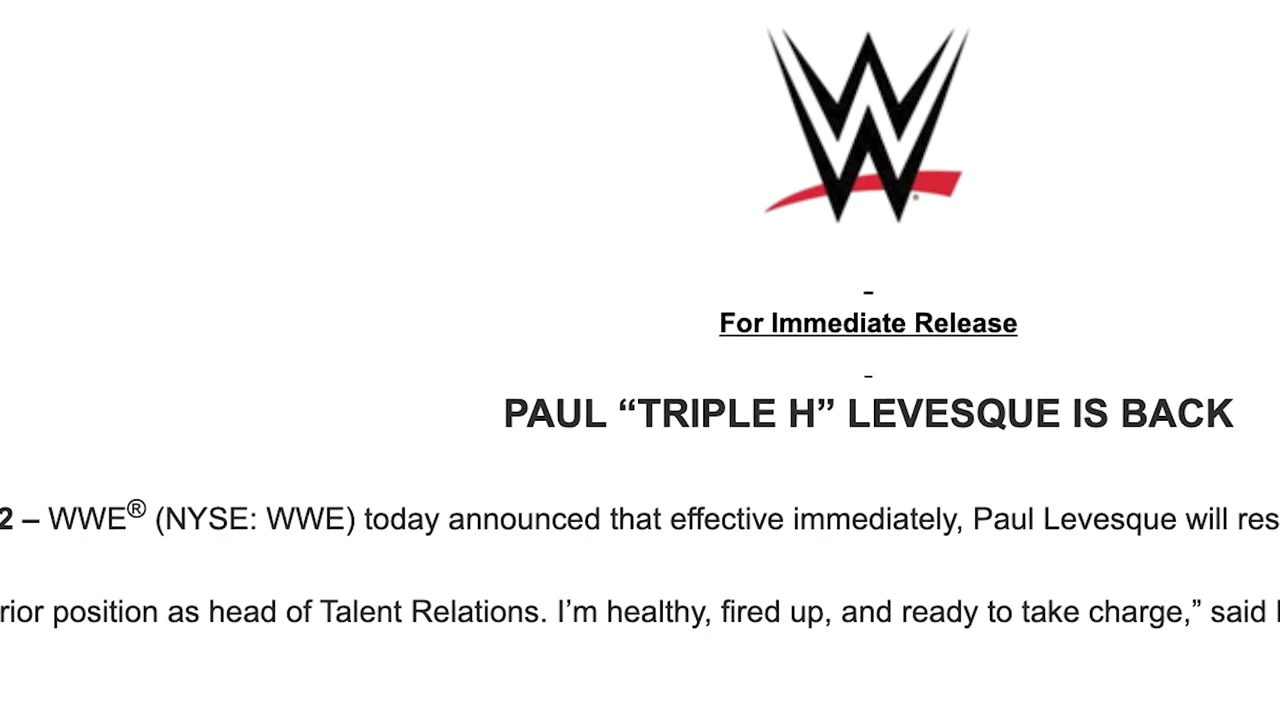 W
For Immediate Release
PAUL “TRIPLE H” LEVESQUE IS BACK
2 – WWE® (NYSE: WWE) today announced that effective immediately, Paul Levesque will res
rior position as head of Talent Relations. I’m healthy, fired up, and ready to take charge,” said